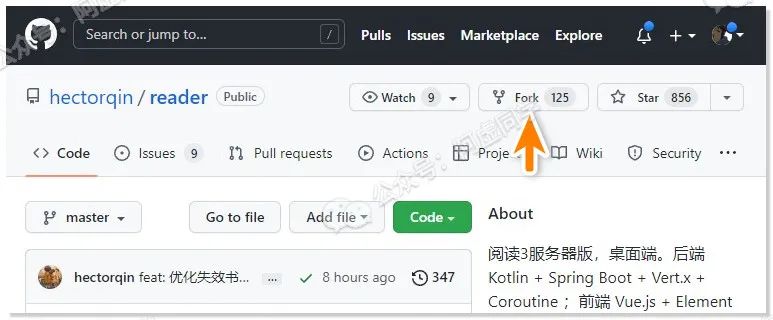 Search or jump to... / Pulls Issues Marketplace Explore
hectorqin / reader Public Watch 9 Fork 125 Star 856
Code Issues 9 Pull requests Actions Proje Wiki Security ...
master Go to file Add file Code About
阅读3服务器版，桌面端。后端
hectorqin feat: 优化失效书... ... 8 hours ago 347
Kotlin + Spring Boot + Vert.x +
Coroutine ；前端 Vue.js + Element
公众号：阿虚同学